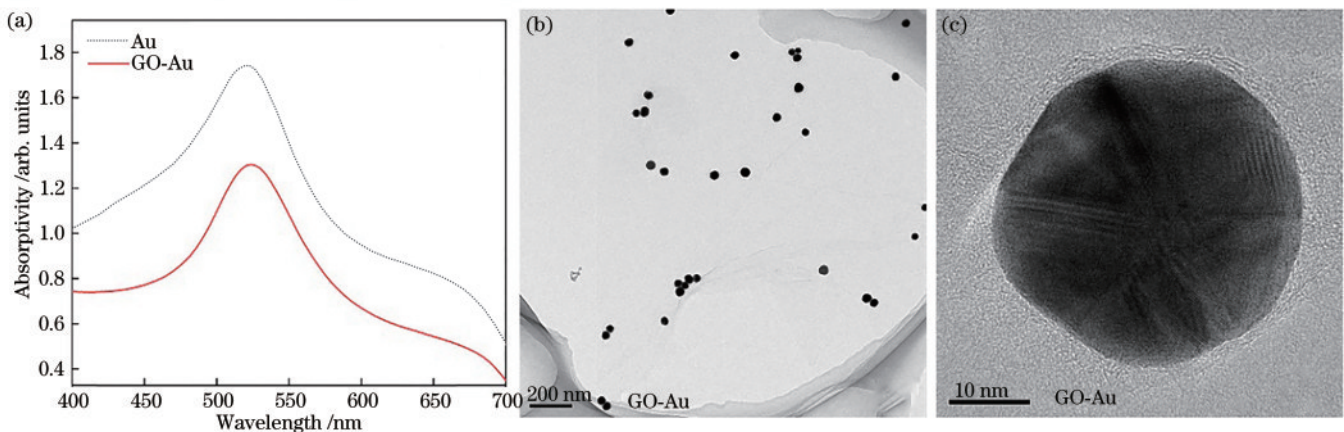 (a)
Au
GO-Au
1.8
1.6
1.4
1.2
1.0
0.8
0.6
0.4
Absorptivity /arb. units
400 450 500 550 600 650 700
Wavelength /nm
(b)
200 nm GO-Au
(c)
10 nm GO-Au